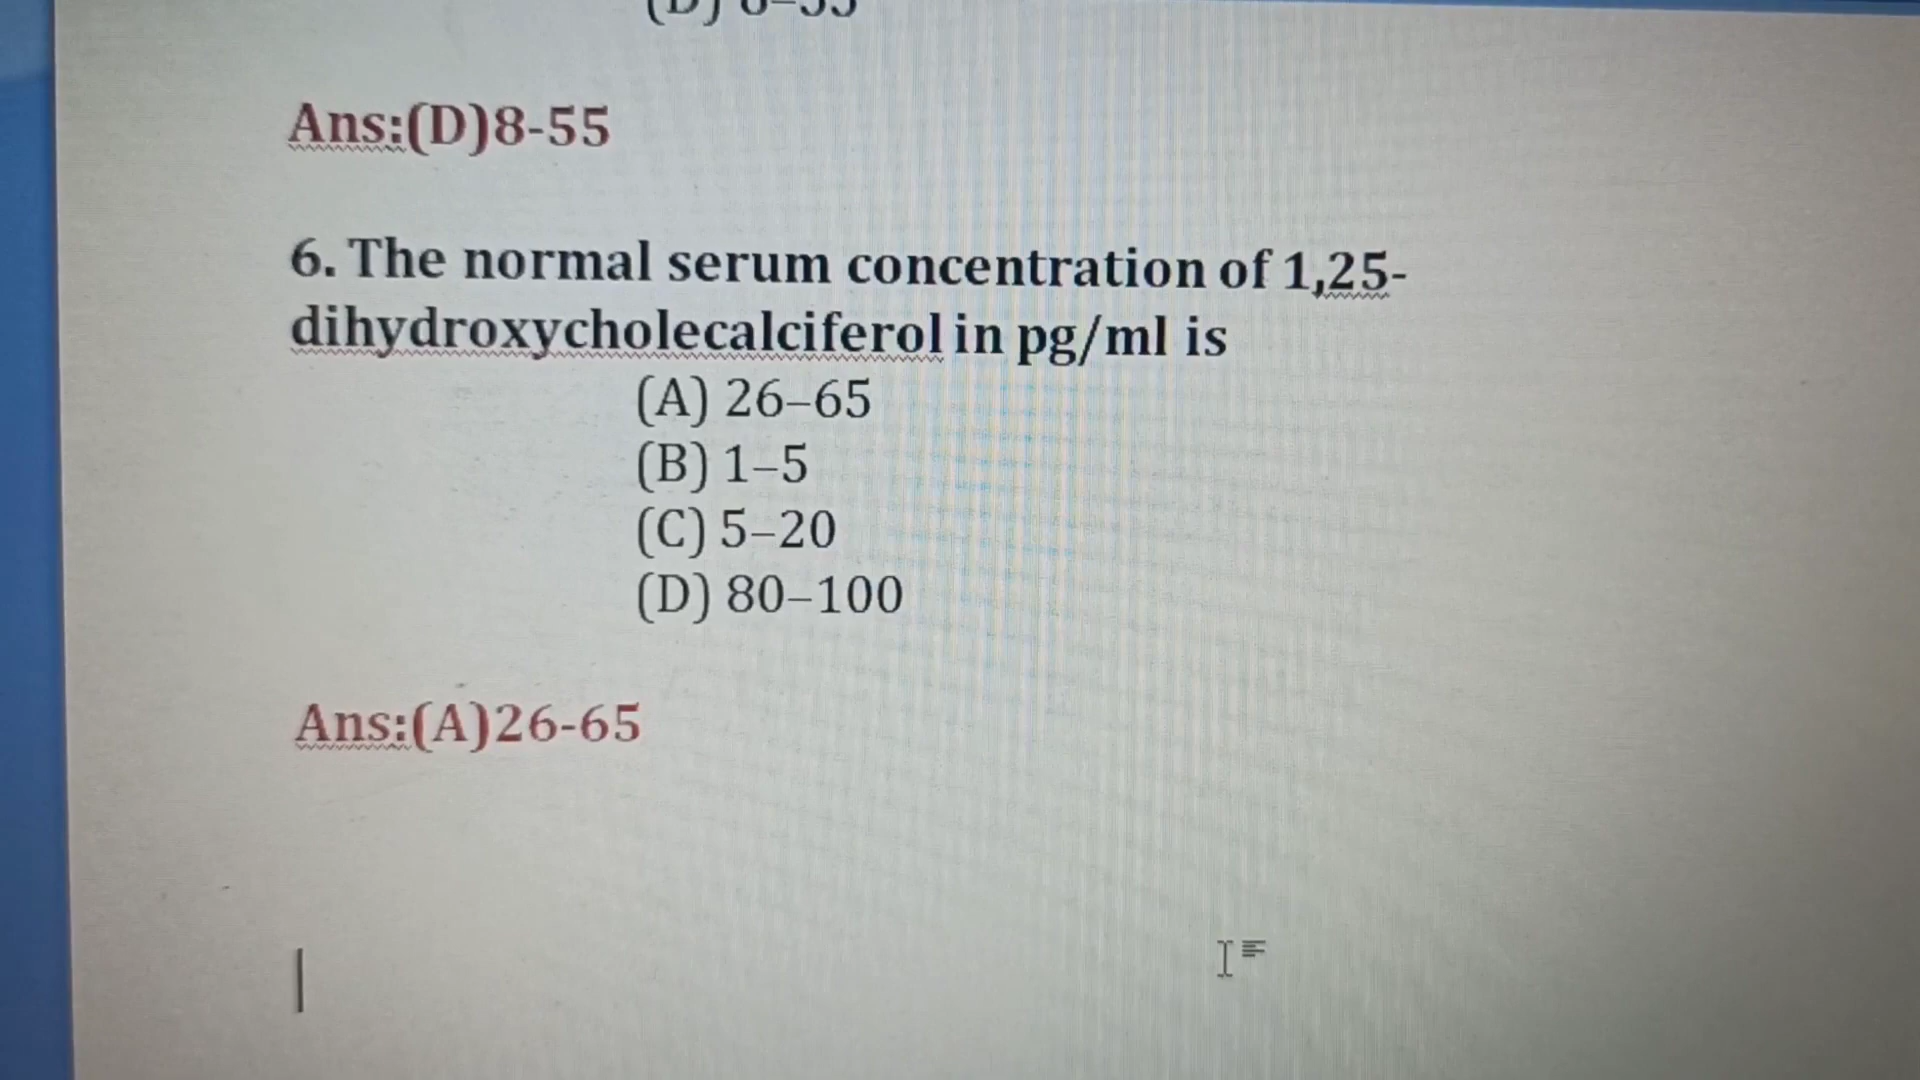 Ans:(D)8-55
6. The normal serum concentration of 1,25-
dihydroxycholecalciferol in pg/ml is
(A) 26–65
(B) 1–5
(C) 5–20
(D) 80–100
Ans:(A)26-65